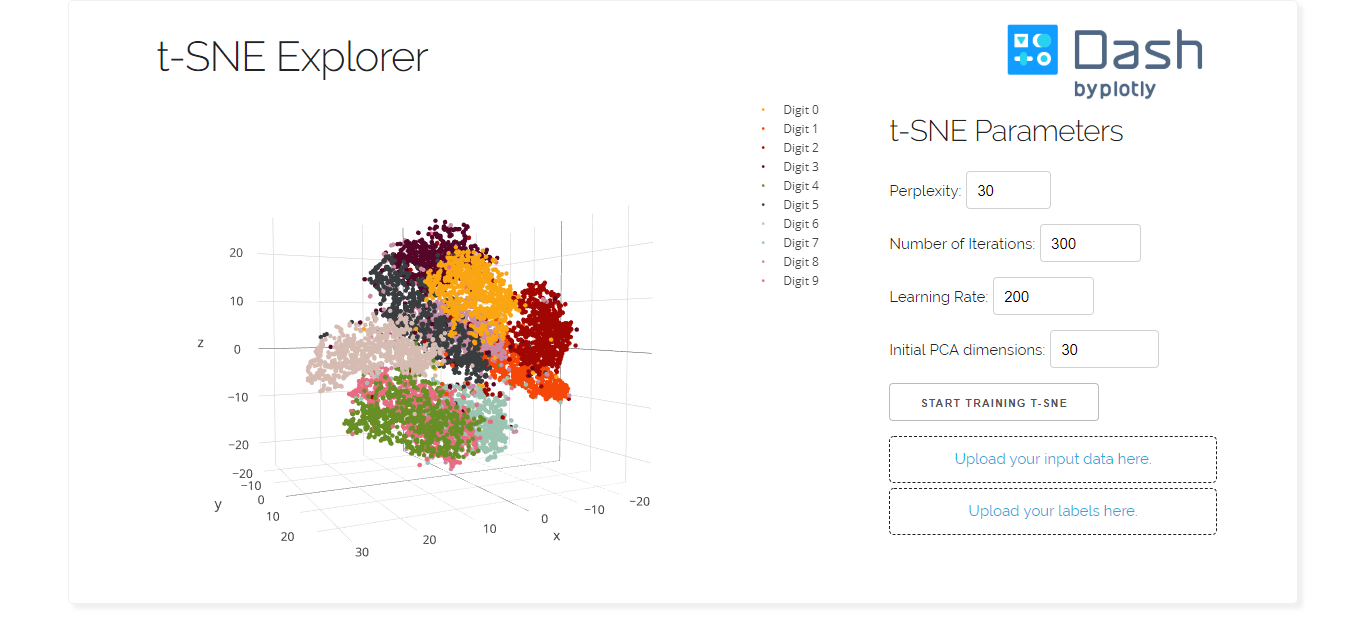 t-SNE Explorer
Dash
by plotly
Digit 0
Digit 1
Digit 2
Digit 3
Digit 4
Digit 5
Digit 6
Digit 7
Digit 8
Digit 9
t-SNE Parameters
Perplexity: 30
Number of Iterations: 300
Learning Rate: 200
Initial PCA dimensions: 30
START TRAINING T-SNE
Upload your input data here.
Upload your labels here.
20
10
z
0
−10
−20
−20
−10
0
10
20
30
y
20
10
0
−10
−20
x